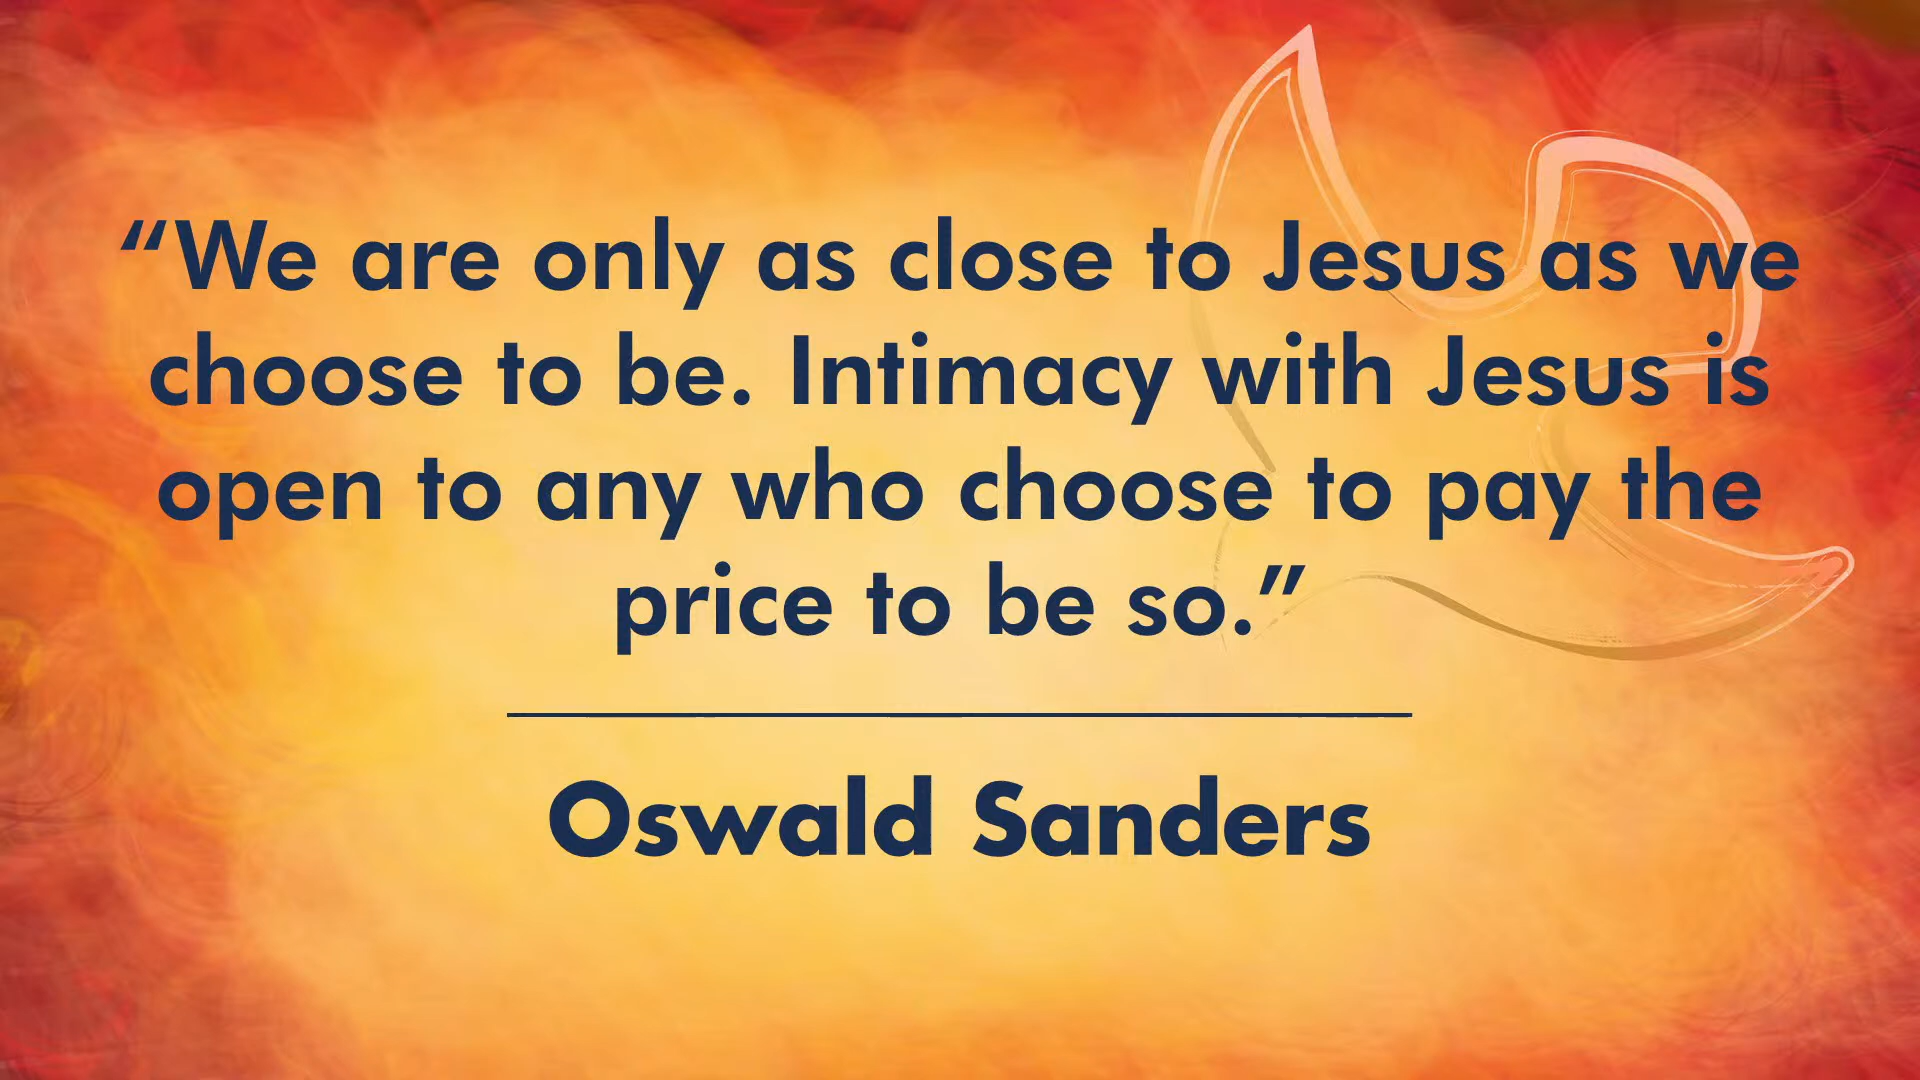 “We are only as close to Jesus as we
choose to be. Intimacy with Jesus is
open to any who choose to pay the
price to be so.”
Oswald Sanders